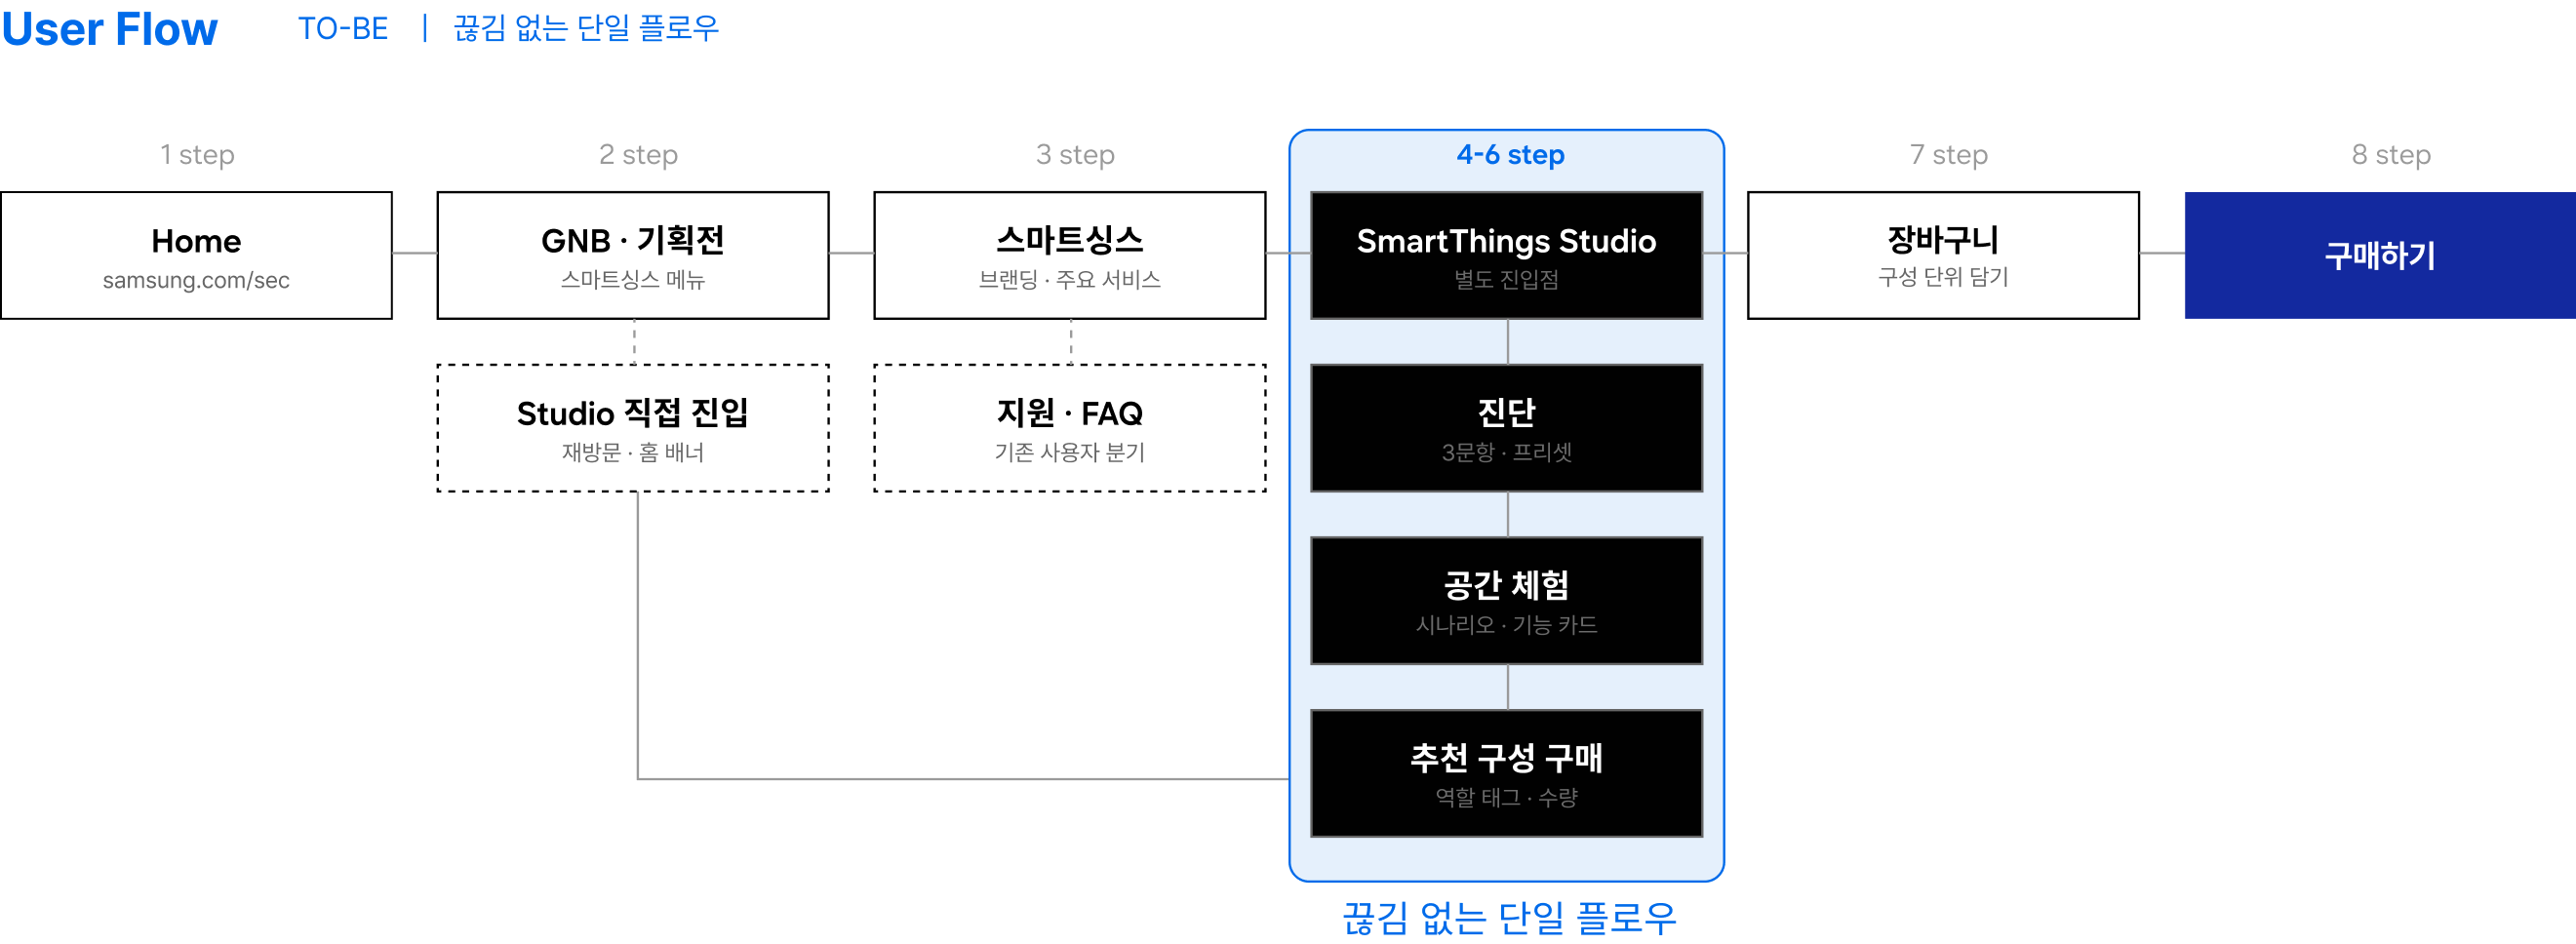 User Flow
TO-BE | 끊김 없는 단일 플로우
1 step
Home
samsung.com/sec
2 step
GNB · 기획전
스마트싱스 메뉴
Studio 직접 진입
재방문 · 홈 배너
3 step
스마트싱스
브랜딩 · 주요 서비스
지원 · FAQ
기존 사용자 분기
4-6 step
SmartThings Studio
별도 진입점
진단
3문항 · 프리셋
공간 체험
시나리오 · 기능 카드
추천 구성 구매
역할 태그 · 수량
끊김 없는 단일 플로우
7 step
장바구니
구성 단위 담기
8 step
구매하기